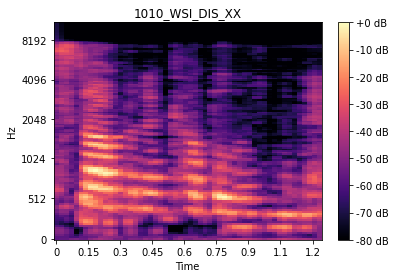 1010_WSI_DIS_XX
+0 dB
8192
-10 dB
4096
-20 dB
-30 dB
2048
Hz
-40 dB
1024
-50 dB
512
-60 dB
-70 dB
0
-80 dB
0 0.15 0.3 0.45 0.6 0.75 0.9 1.1 1.2
Time